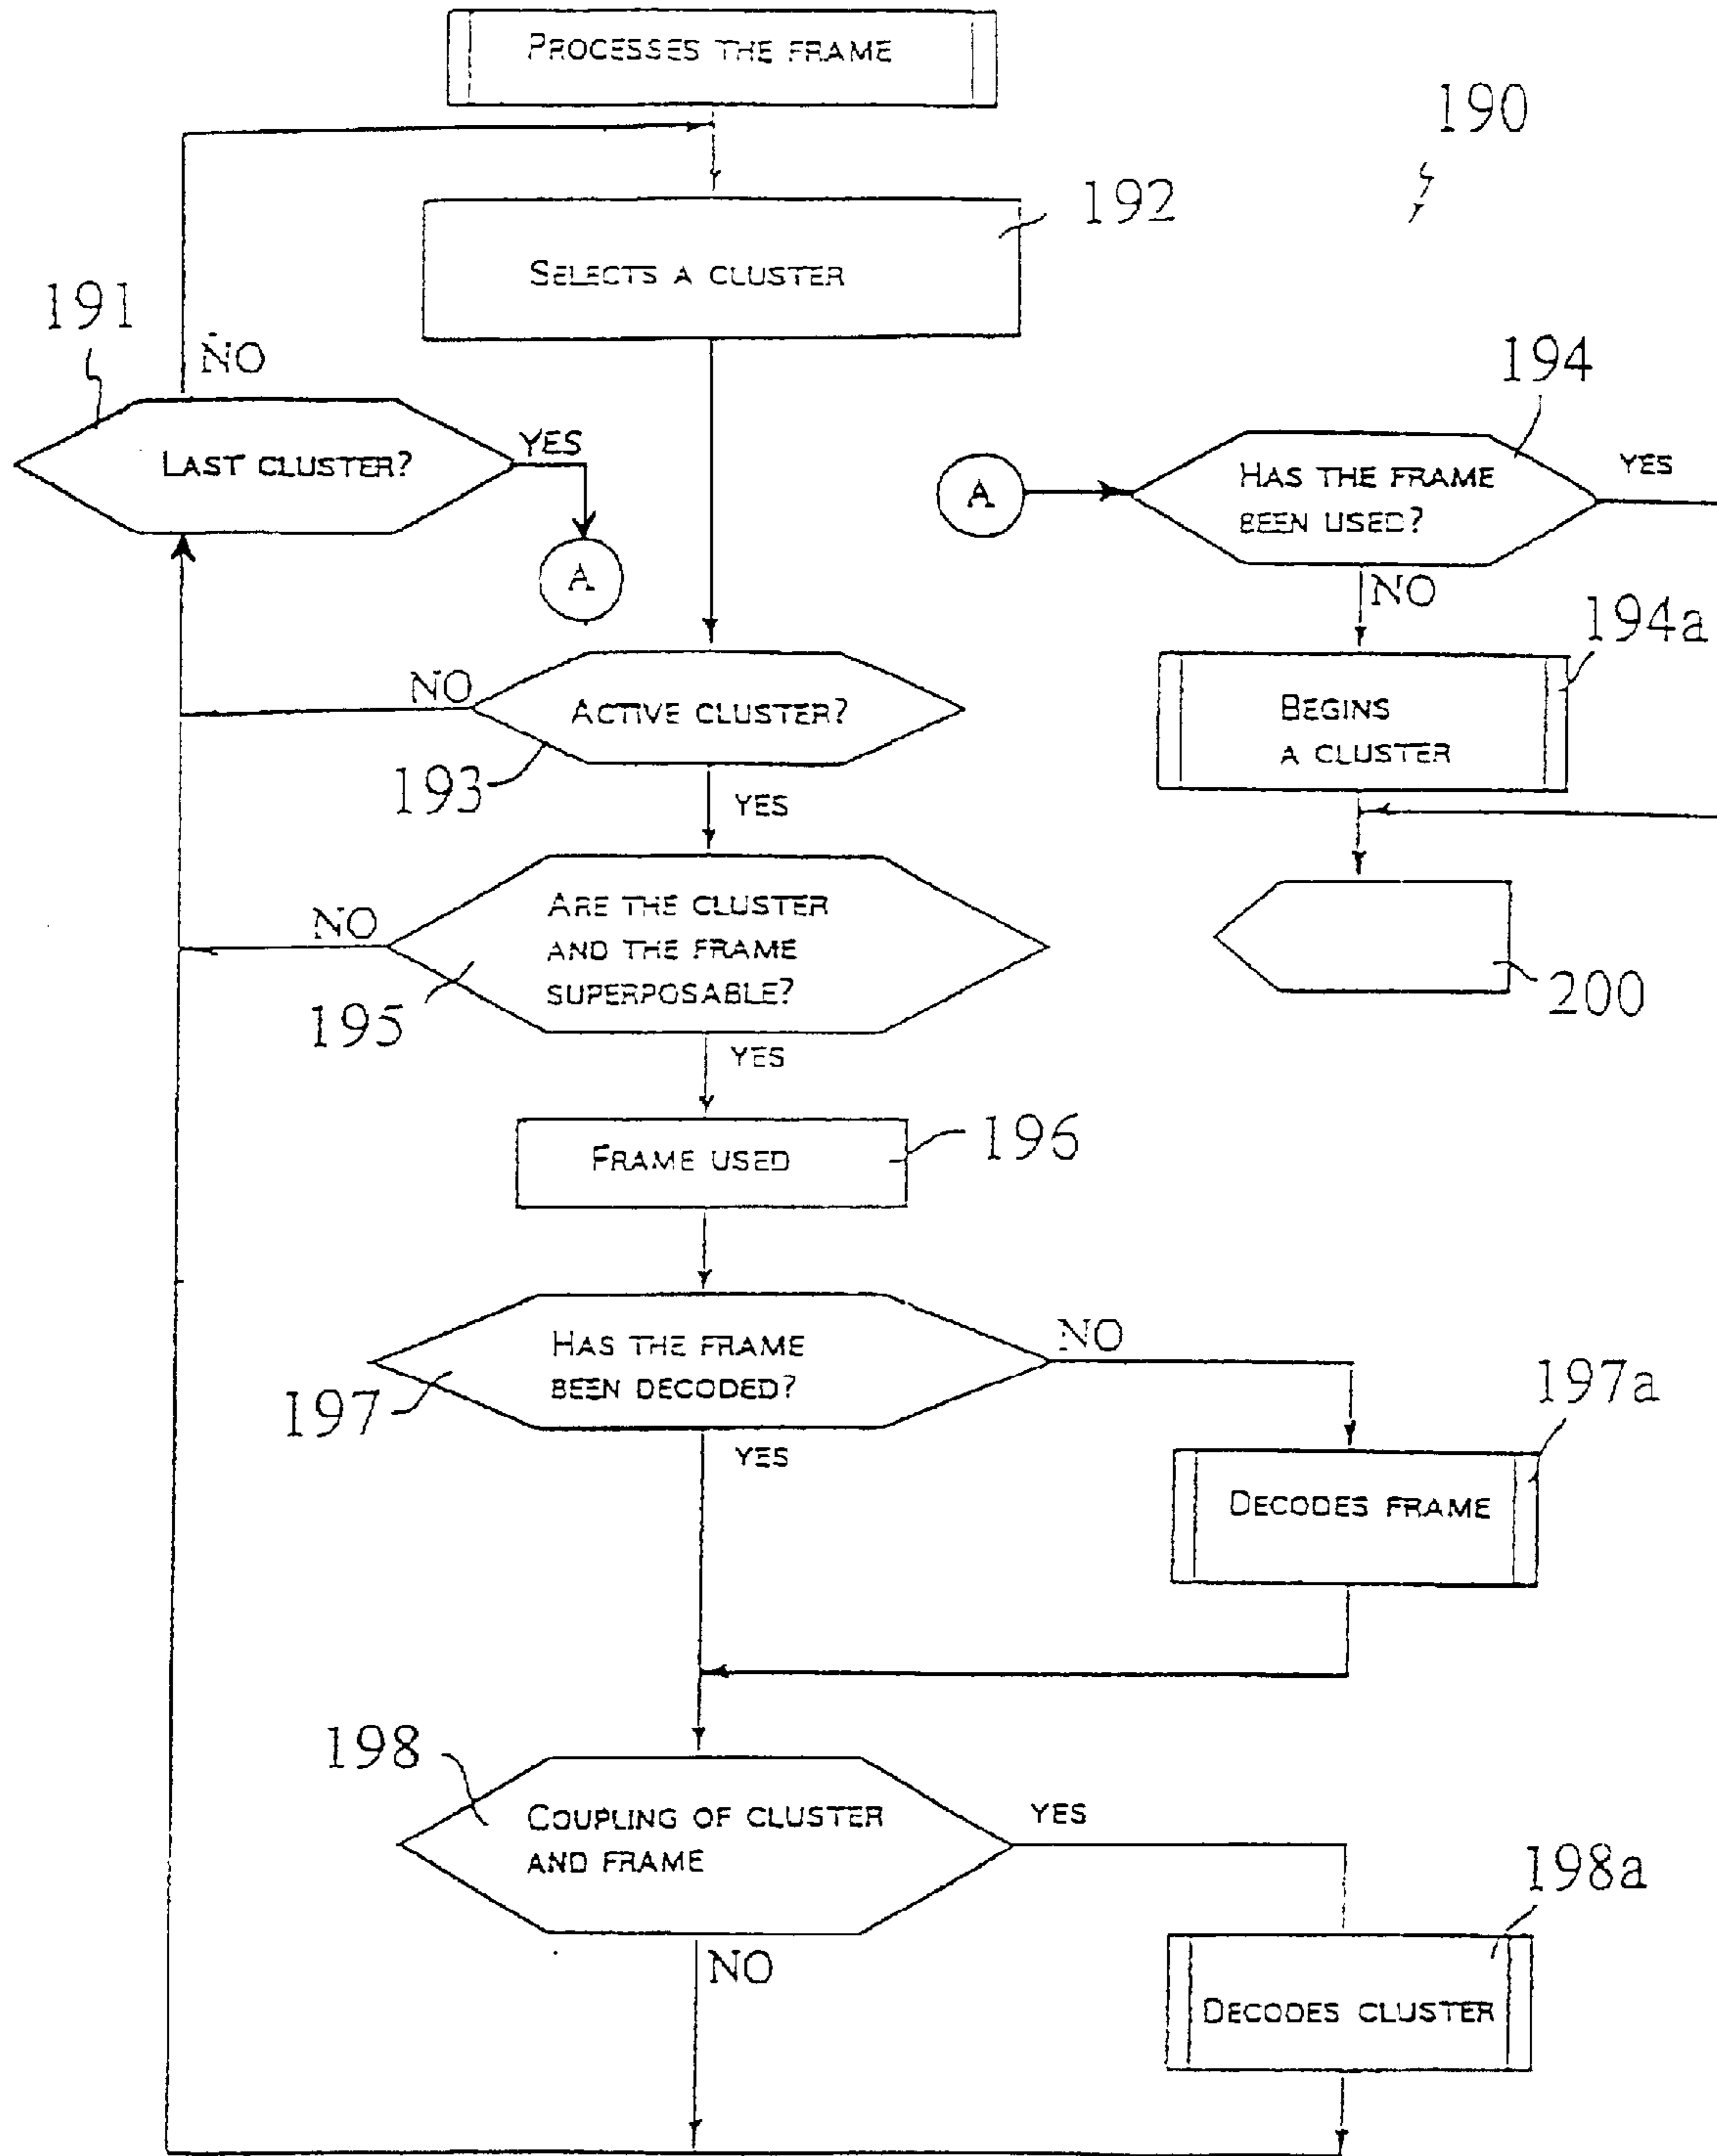 PROCESSES THE FRAME
190
192
SELECTS A CLUSTER
191
NO
LAST CLUSTER?
YES
A
194
A
HAS THE FRAME
BEEN USED?
YES
NO
194a
BEGINS
A CLUSTER
200
NO
ACTIVE CLUSTER?
193
YES
NO
ARE THE CLUSTER
AND THE FRAME
SUPERPOSABLE?
195
YES
FRAME USED
196
HAS THE FRAME
BEEN DECODED?
NO
197
YES
197a
DECODES FRAME
198
COUPLING OF CLUSTER
AND FRAME
YES
NO
198a
DECODES CLUSTER